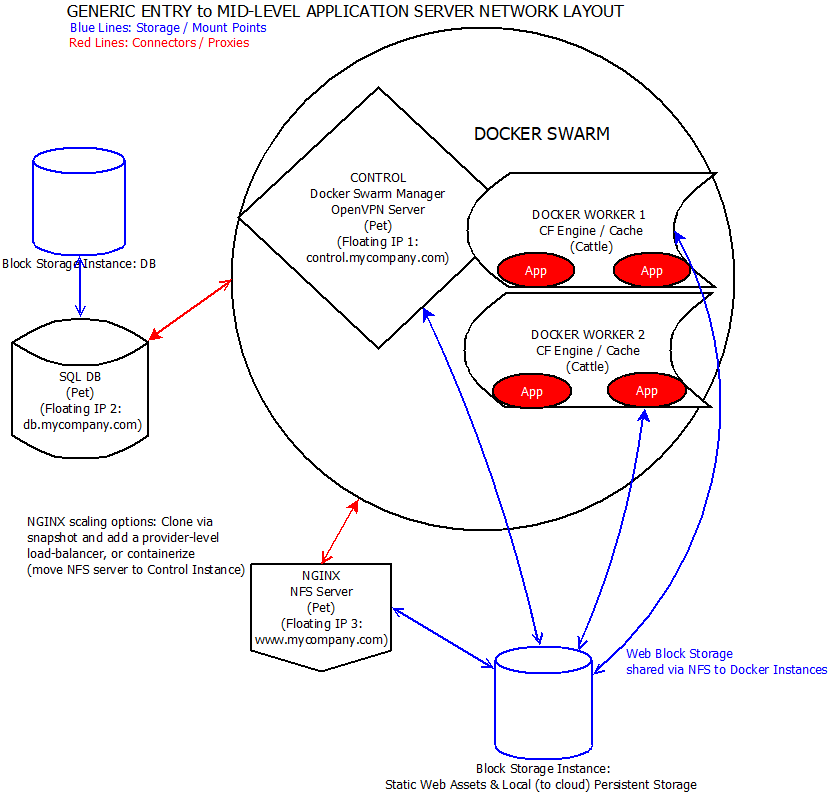 GENERIC ENTRY to MID-LEVEL APPLICATION SERVER NETWORK LAYOUT
Blue Lines: Storage / Mount Points
Red Lines: Connectors / Proxies
DOCKER SWARM
CONTROL
Docker Swarm Manager
OpenVPN Server
(Pet)
(Floating IP 1:
control.mycompany.com)
DOCKER WORKER 1
CF Engine / Cache
(Cattle)
App
App
DOCKER WORKER 2
CF Engine / Cache
(Cattle)
App
App
Block Storage Instance: DB
SQL DB
(Pet)
(Floating IP 2:
db.mycompany.com)
NGINX scaling options: Clone via
snapshot and add a provider-level
load-balancer, or containerize
(move NFS server to Control Instance)
NGINX
NFS Server
(Pet)
(Floating IP 3:
www.mycompany.com)
Web Block Storage
shared via NFS to Docker Instances
Block Storage Instance:
Static Web Assets & Local (to cloud) Persistent Storage